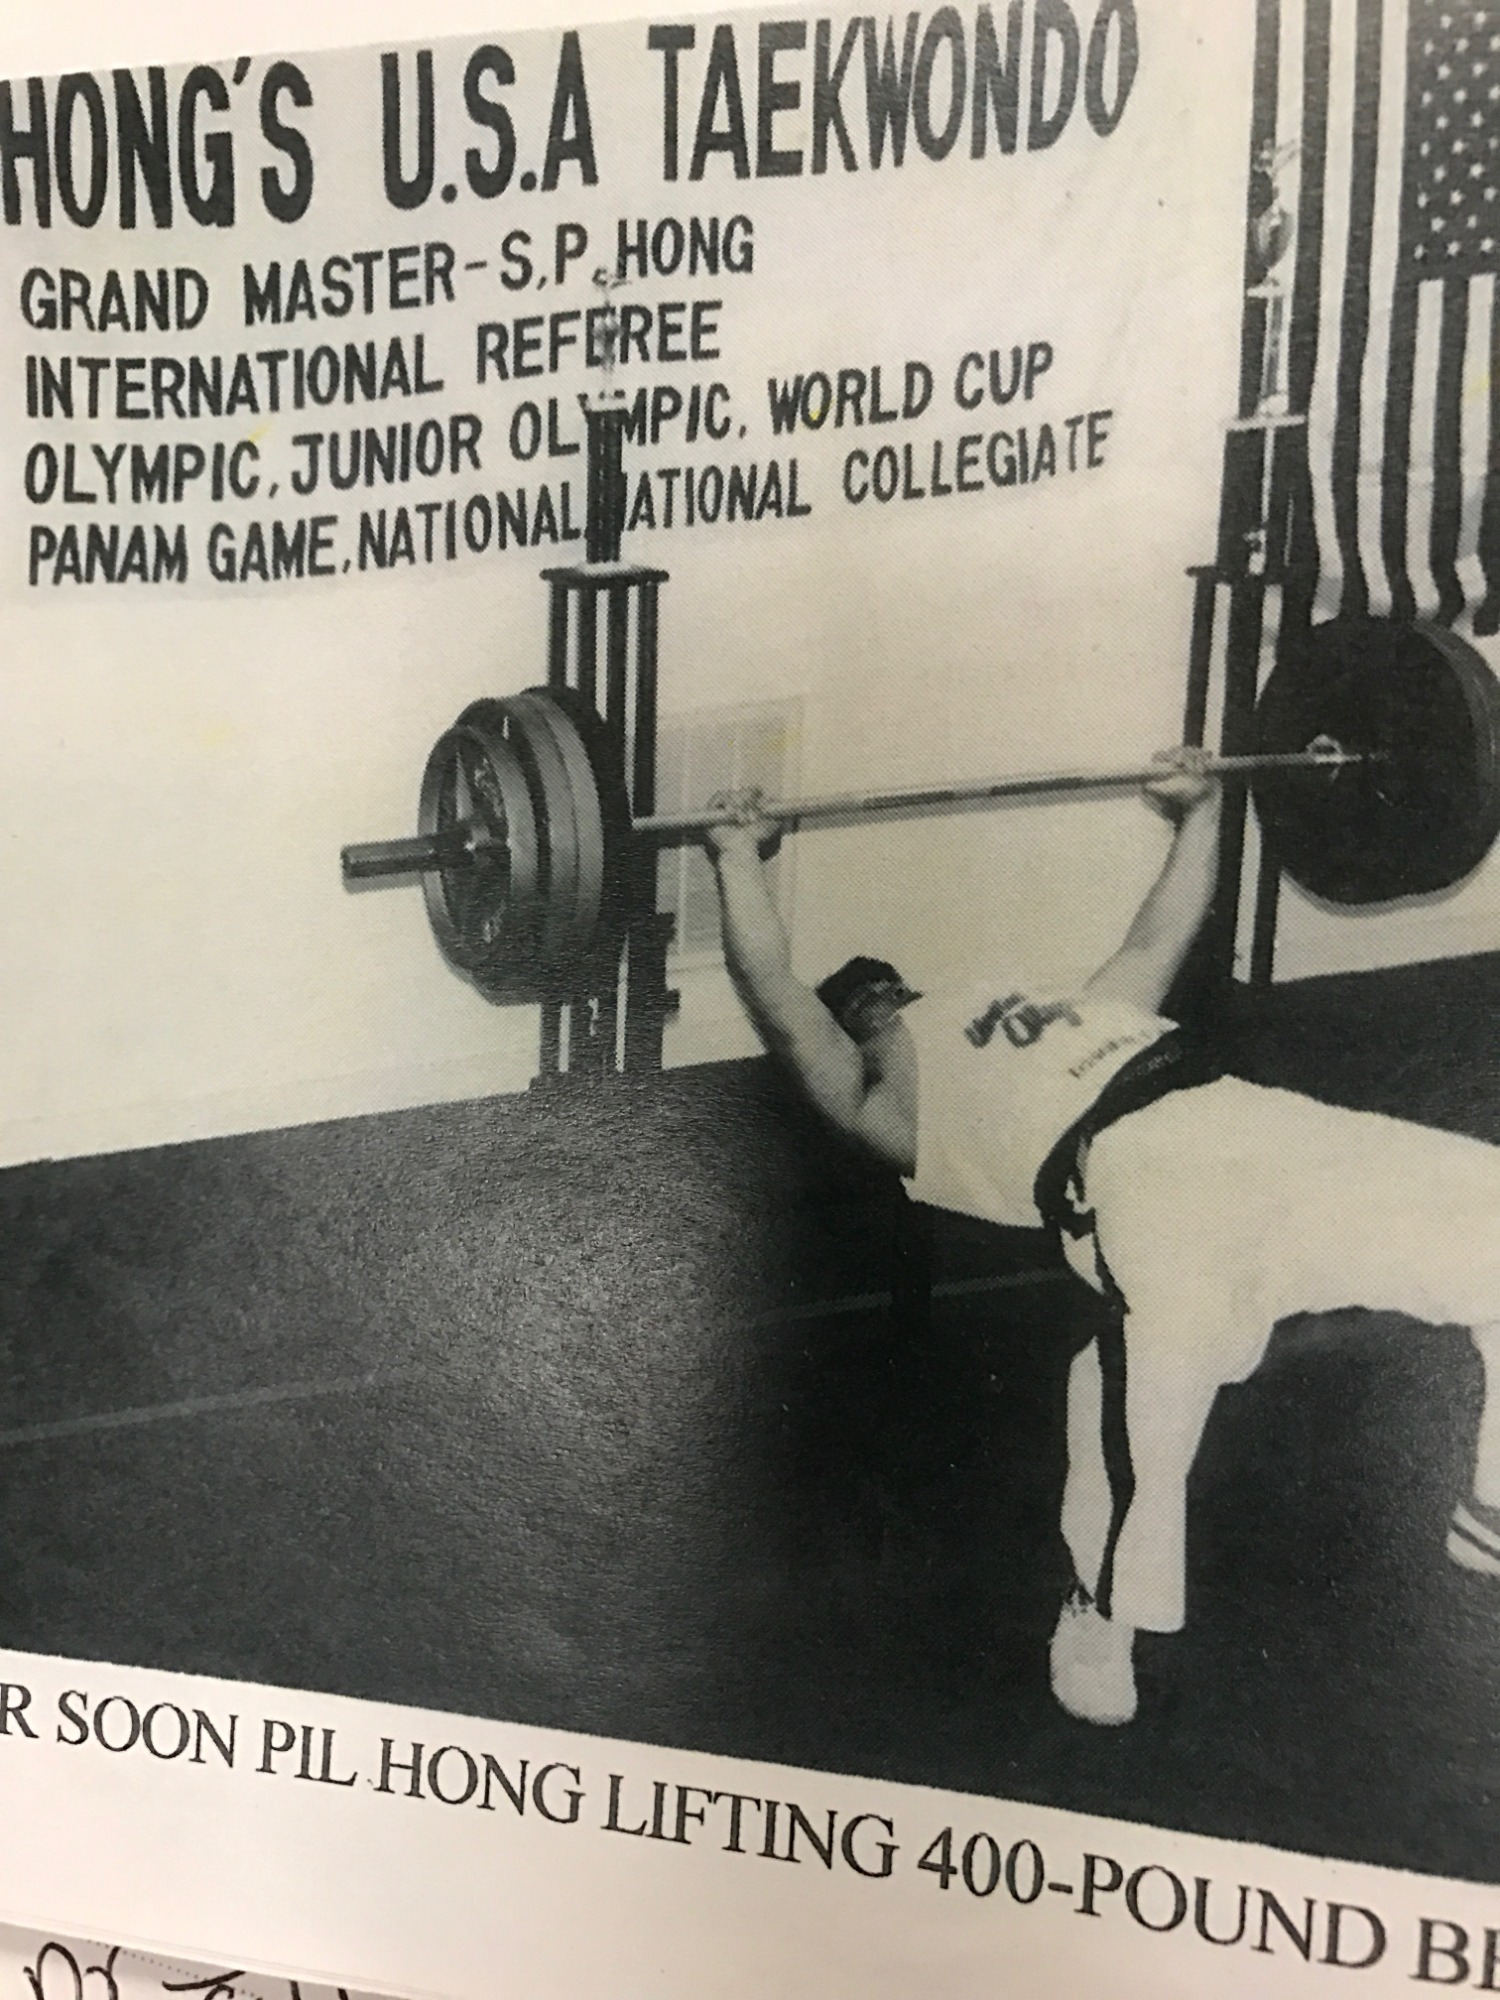 HONG'S U.S.A TAEKWONDO
GRAND MASTER-S.P. HONG
INTERNATIONAL REFEREE
OLYMPIC, JUNIOR OLYMPIC, WORLD CUP
PANAM GAME, NATIONAL, NATIONAL COLLEGIATE
R SOON PIL HONG LIFTING 400-POUND BE